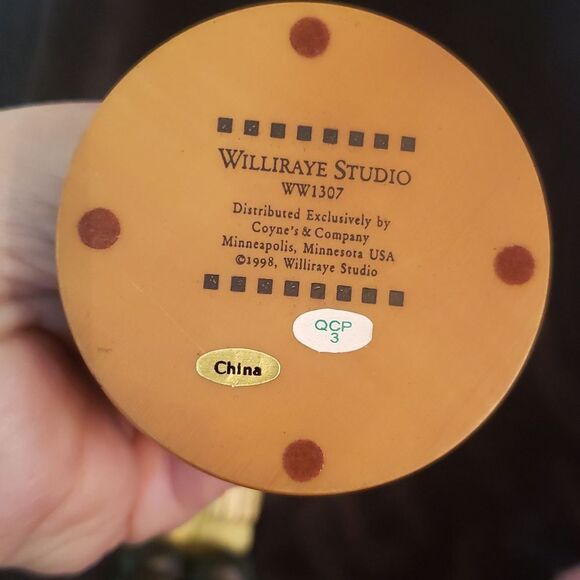 WILLIRAYE STUDIO
WW1307
Distributed Exclusively by
Coyne's & Company
Minneapolis, Minnesota USA
©1998, Williraye Studio
QCP
3
China